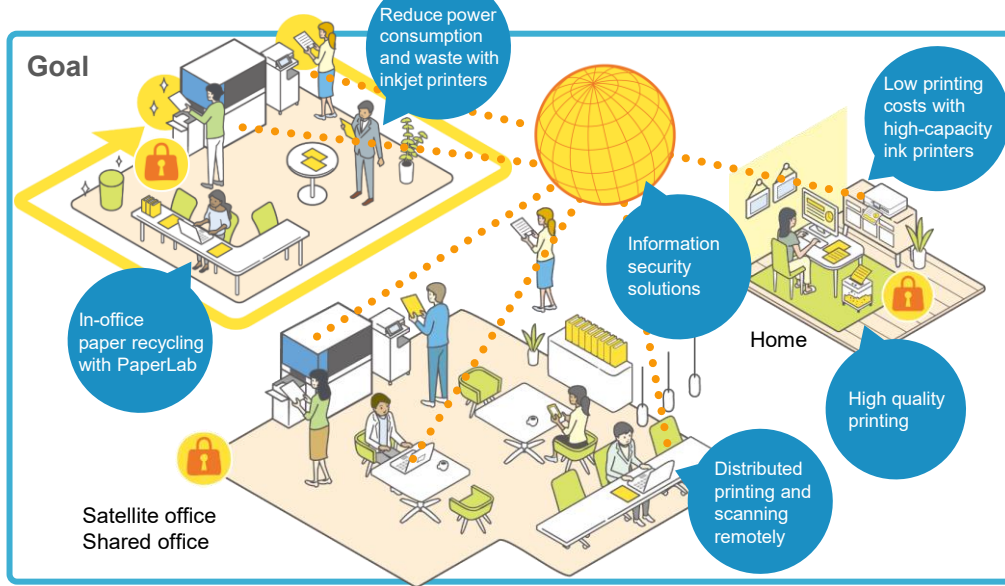 Goal
Reduce power
consumption
and waste with
inkjet printers
Low printing
costs with
high-capacity
ink printers
Information
security
solutions
In-office
paper recycling
with PaperLab
Home
High quality
printing
Distributed
printing and
scanning
remotely
Satellite office
Shared office